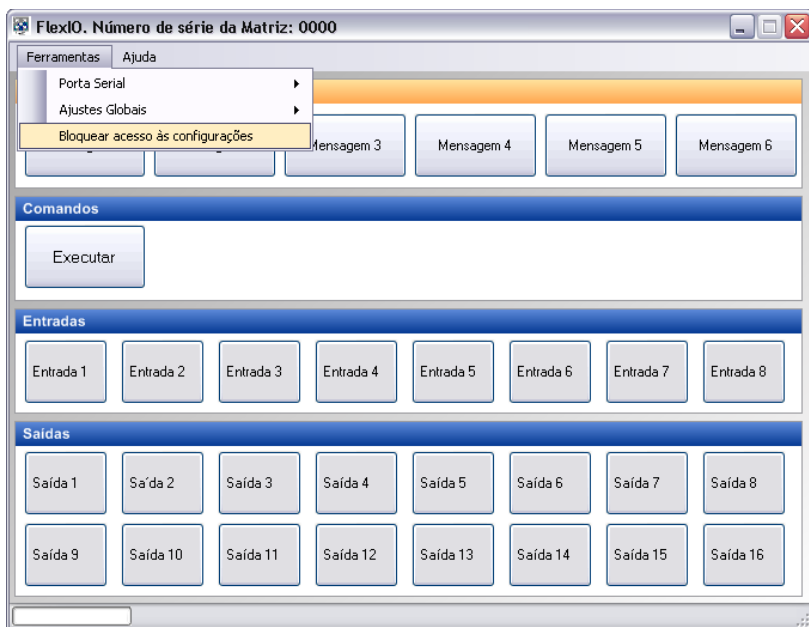 FlexIO. Número de série da Matriz: 0000
Ferramentas Ajuda
Porta Serial
Ajustes Globais
Bloquear acesso às configurações
Mensagem 3 Mensagem 4 Mensagem 5 Mensagem 6
Comandos
Executar
Entradas
Entrada 1 Entrada 2 Entrada 3 Entrada 4 Entrada 5 Entrada 6 Entrada 7 Entrada 8
Saídas
Saída 1 Sa´da 2 Saída 3 Saída 4 Saída 5 Saída 6 Saída 7 Saída 8
Saída 9 Saída 10 Saída 11 Saída 12 Saída 13 Saída 14 Saída 15 Saída 16